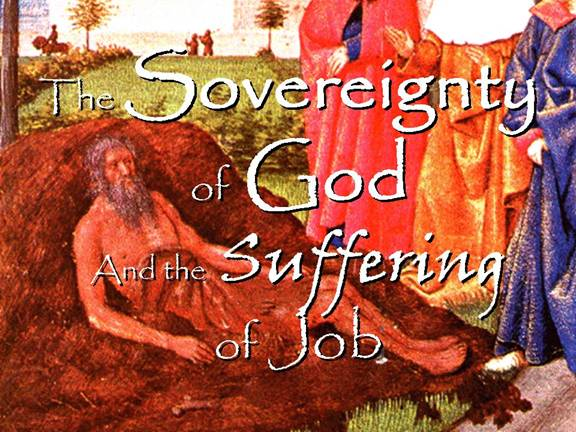 The Sovereignty
of God
And the Suffering
of Job